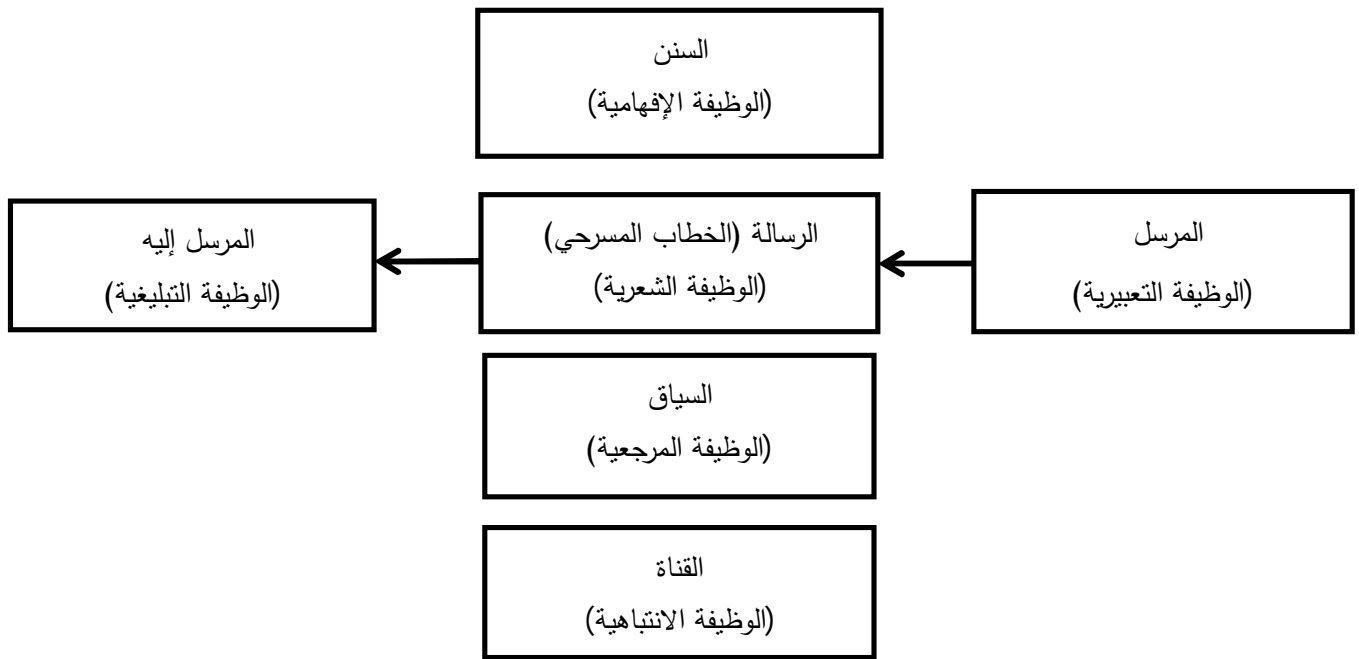 السنن
(الوظيفة الإفهامية)
المرسل
(الوظيفة التعبيرية)
الرسالة (الخطاب المسرحي)
(الوظيفة الشعرية)
المرسل إليه
(الوظيفة التبليغية)
السياق
(الوظيفة المرجعية)
القناة
(الوظيفة الانتباهية)